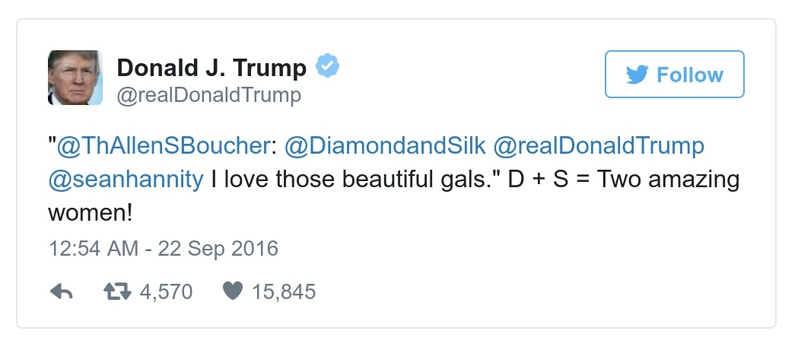 Donald J. Trump
Follow
@realDonaldTrump
"@ThAllenSBoucher: @DiamondandSilk @realDonaldTrump
@seanhannity I love those beautiful gals." D + S = Two amazing
women!
12:54 AM - 22 Sep 2016
4,570 15,845